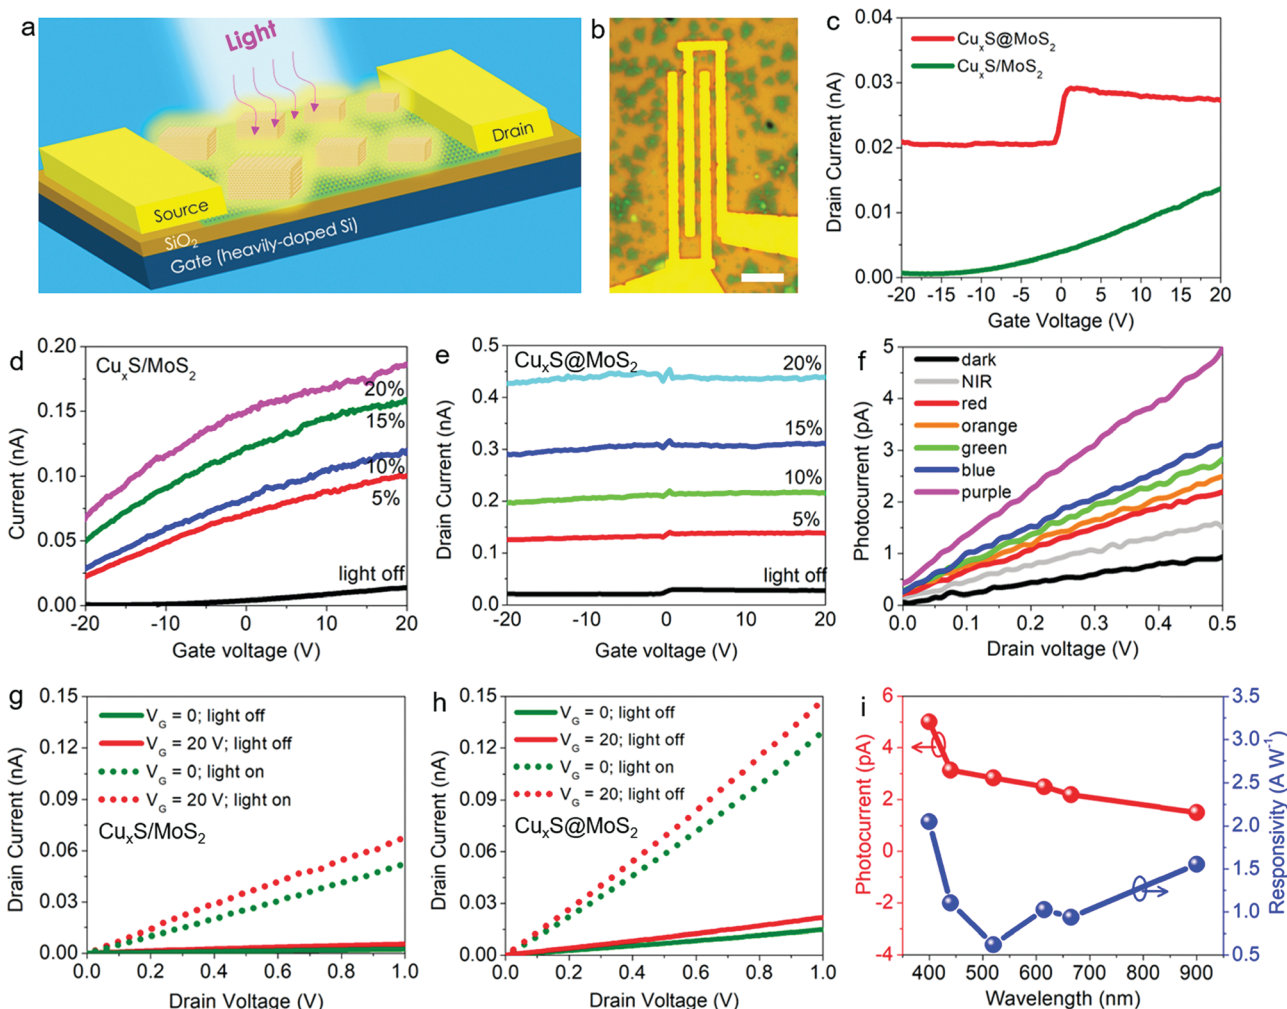 a
Light
Source
Drain
SiO2
Gate (heavily-doped Si)
b
c
Drain Current (nA)
0.04
0.03
0.02
0.01
0.00
CuxS@MoS2
CuxS/MoS2
-20 -15 -10 -5 0 5 10 15 20
Gate Voltage (V)
d
Current (nA)
0.20
0.15
0.10
0.05
0.00
CuxS/MoS2
20%
15%
10%
5%
light off
-20 -10 0 10 20
Gate voltage (V)
e
Drain Current (nA)
0.5
0.4
0.3
0.2
0.1
0.0
CuxS@MoS2
20%
15%
10%
5%
light off
-20 -10 0 10 20
Gate voltage (V)
f
Photocurrent (pA)
5
4
3
2
1
0
dark
NIR
red
orange
green
blue
purple
0.0 0.1 0.2 0.3 0.4 0.5
Drain voltage (V)
g
Drain Current (nA)
0.15
0.12
0.09
0.06
0.03
0.00
VG = 0; light off
VG = 20 V; light off
VG = 0; light on
VG = 20 V; light on
CuxS/MoS2
0.0 0.2 0.4 0.6 0.8 1.0
Drain Voltage (V)
h
Drain Current (nA)
0.15
0.12
0.09
0.06
0.03
0.00
VG = 0; light off
VG = 20; light off
VG = 0; light on
VG = 20; light off
CuxS@MoS2
0.0 0.2 0.4 0.6 0.8 1.0
Drain Voltage (V)
i
Photocurrent (pA)
6
4
2
0
-2
-4
3.5
3.0
2.5
2.0
1.5
1.0
0.5
Responsivity (A W-1)
400 500 600 700 800 900
Wavelength (nm)